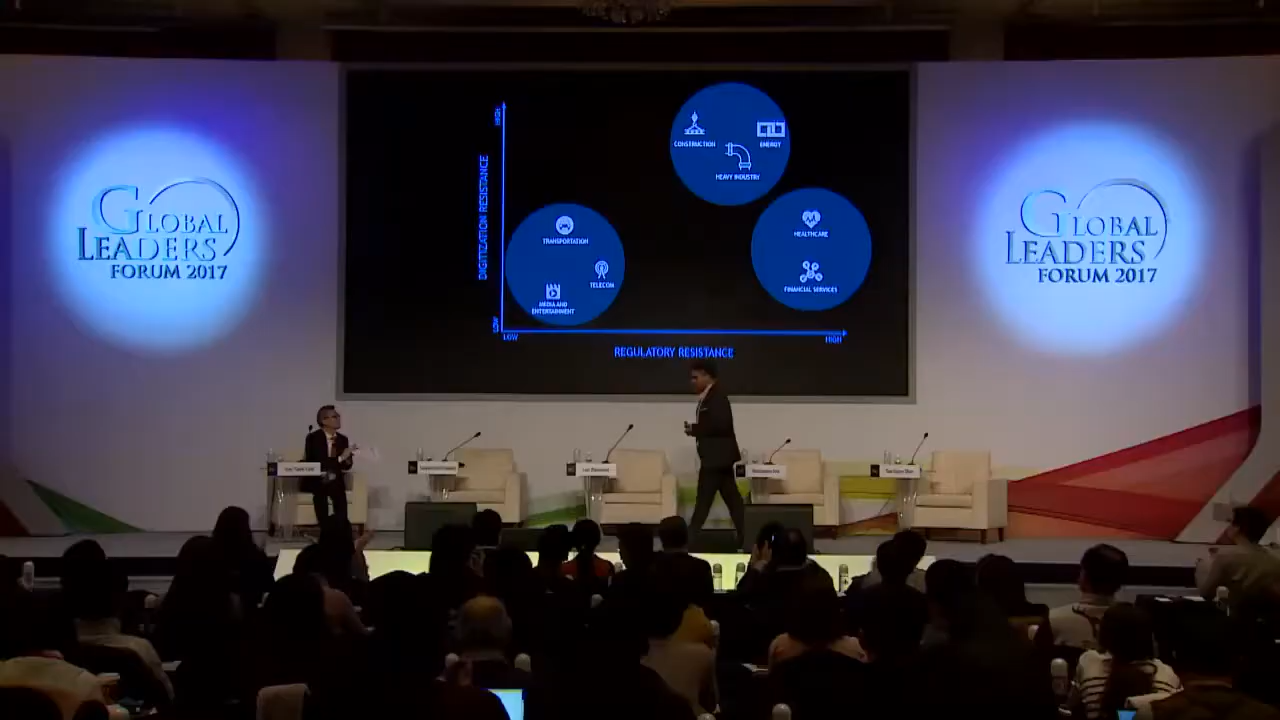 GLOBAL
LEADERS
FORUM 2017
HIGH
DIGITIZATION RESISTANCE
LOW
LOW
HIGH
REGULATORY RESISTANCE
CONSTRUCTION
ENERGY
HEAVY INDUSTRY
TRANSPORTATION
TELECOM
MEDIA AND
ENTERTAINMENT
HEALTHCARE
FINANCIAL SERVICES
GLOBAL
LEADERS
FORUM 2017